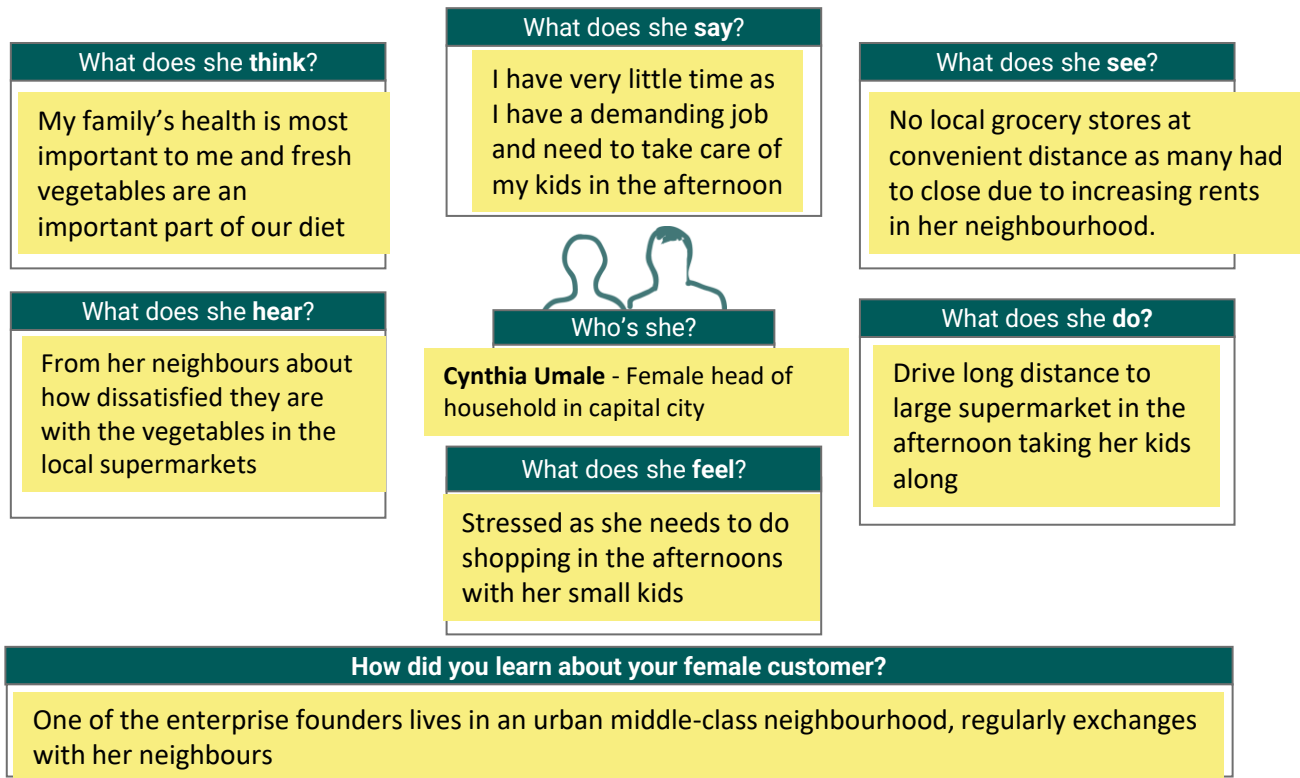 What does she think?
My family’s health is most
important to me and fresh
vegetables are an
important part of our diet
What does she say?
I have very little time as
I have a demanding job
and need to take care of
my kids in the afternoon
What does she see?
No local grocery stores at
convenient distance as many had
to close due to increasing rents
in her neighbourhood.
What does she hear?
From her neighbours about
how dissatisfied they are
with the vegetables in the
local supermarkets
Who’s she?
Cynthia Umale - Female head of
household in capital city
What does she do?
Drive long distance to
large supermarket in the
afternoon taking her kids
along
What does she feel?
Stressed as she needs to do
shopping in the afternoons
with her small kids
How did you learn about your female customer?
One of the enterprise founders lives in an urban middle-class neighbourhood, regularly exchanges
with her neighbours